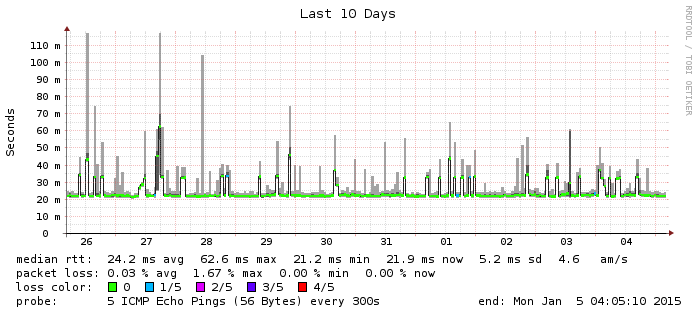 Last 10 Days
RRDTOOL / TOBI OETIKER
Seconds
110 m
100 m
90 m
80 m
70 m
60 m
50 m
40 m
30 m
20 m
10 m
0
26 27 28 29 30 31 01 02 03 04
median rtt: 24.2 ms avg 62.6 ms max 21.2 ms min 21.9 ms now 5.2 ms sd 4.6 am/s
packet loss: 0.03 % avg 1.67 % max 0.00 % min 0.00 % now
loss color: 0 1/5 2/5 3/5 4/5
probe: 5 ICMP Echo Pings (56 Bytes) every 300s end: Mon Jan 5 04:05:10 2015